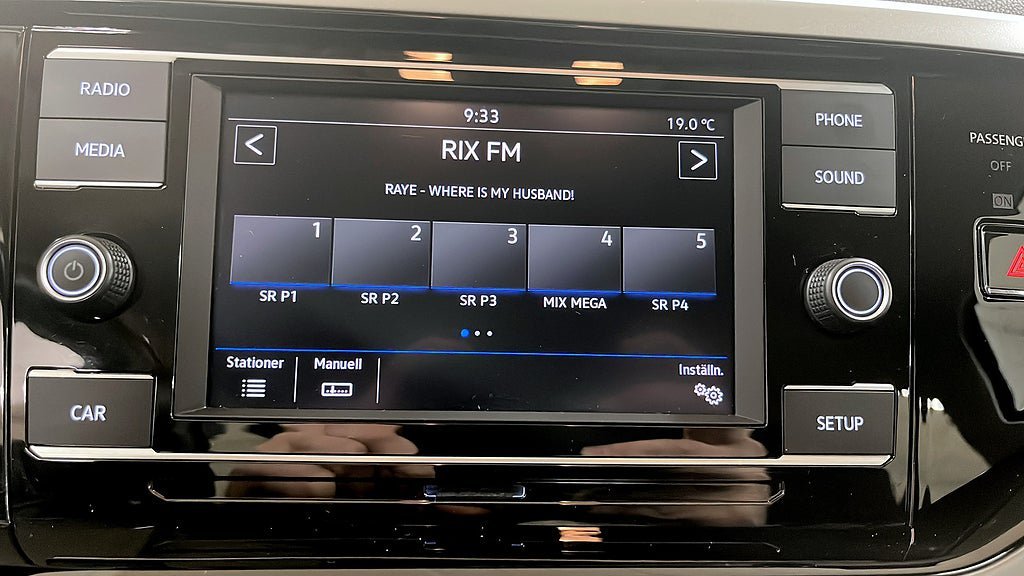 RADIO
MEDIA
CAR
9:33
19.0 °C
<
RIX FM
>
RAYE - WHERE IS MY HUSBAND!
1
2
3
4
5
SR P1
SR P2
SR P3
MIX MEGA
SR P4
Stationer
Manuell
Inställn.
PHONE
SOUND
SETUP
OFF
ON